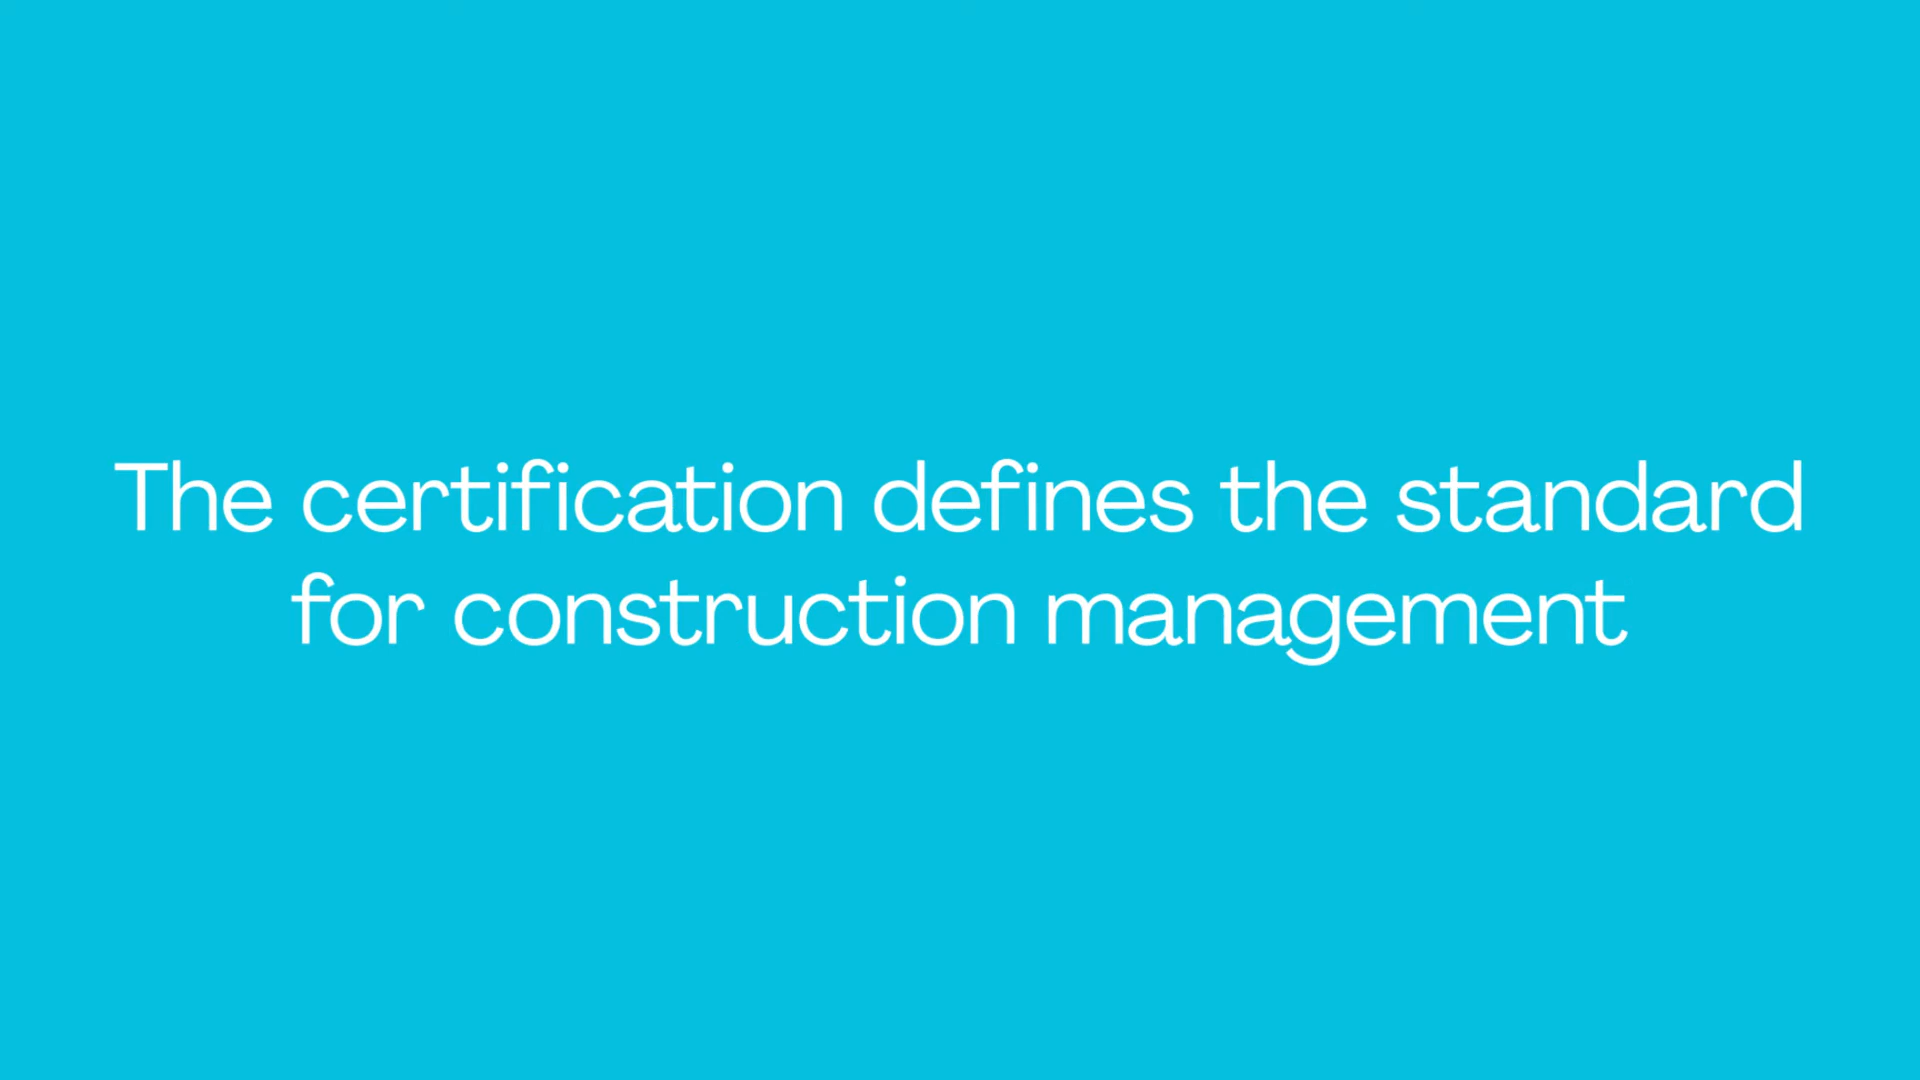 The certification defines the standard
for construction management